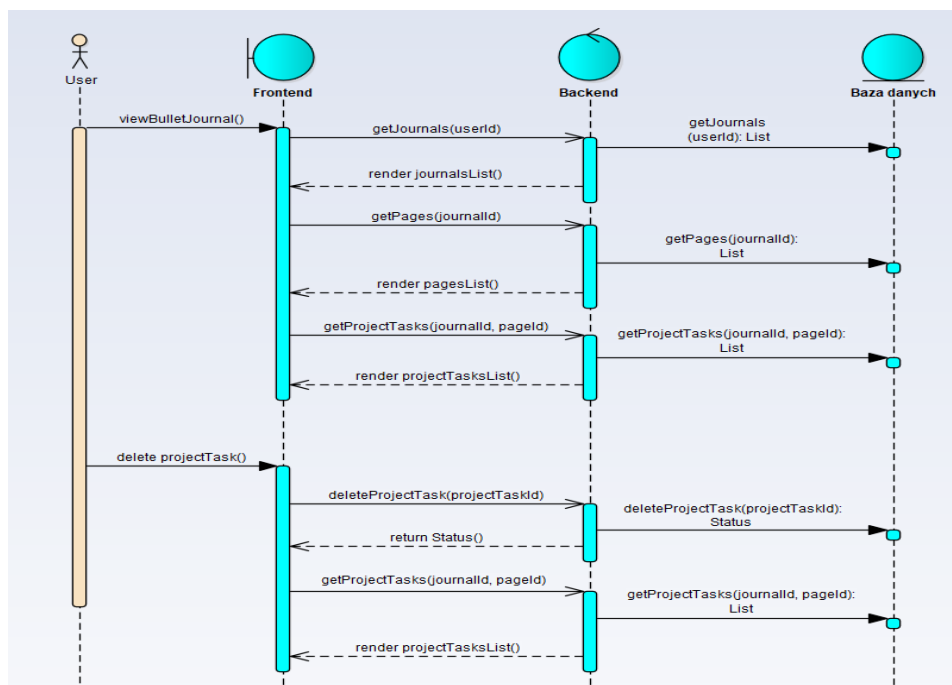 User
Frontend
Backend
Baza danych
viewBulletJournal()
getJournals(userId)
getJournals
(userId): List
render journalsList()
getPages(journalId)
getPages(journalId):
List
render pagesList()
getProjectTasks(journalId, pageId)
getProjectTasks(journalId, pageId):
List
render projectTasksList()
delete projectTask()
deleteProjectTask(projectTaskId)
deleteProjectTask(projectTaskId):
Status
return Status()
getProjectTasks(journalId, pageId)
getProjectTasks(journalId, pageId):
List
render projectTasksList()